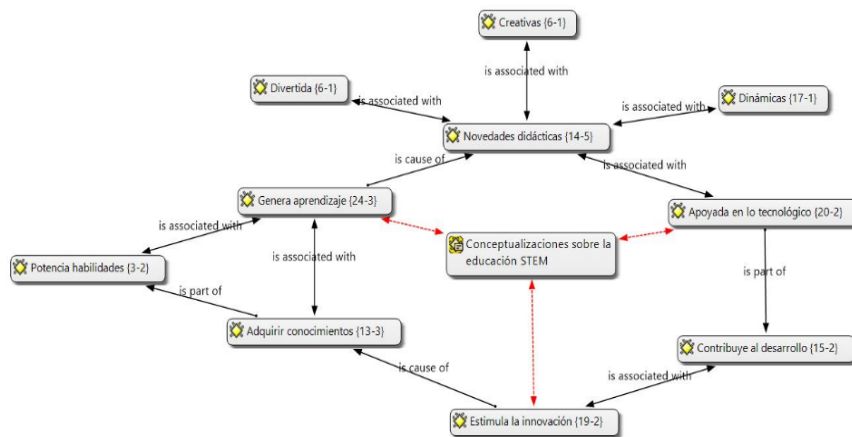 Creativas {6-1}
is associated with
Divertida {6-1}
is associated with
Dinámicas {17-1}
is associated with
Novedades didácticas {14-5}
is cause of
is associated with
Genera aprendizaje {24-3}
Apoyada en lo tecnológico {20-2}
is associated with
Conceptualizaciones sobre la
educación STEM
is associated with
Potencia habilidades {3-2}
is part of
is part of
Adquirir conocimientos {13-3}
Contribuye al desarrollo {15-2}
is cause of
is associated with
Estimula la innovación {19-2}